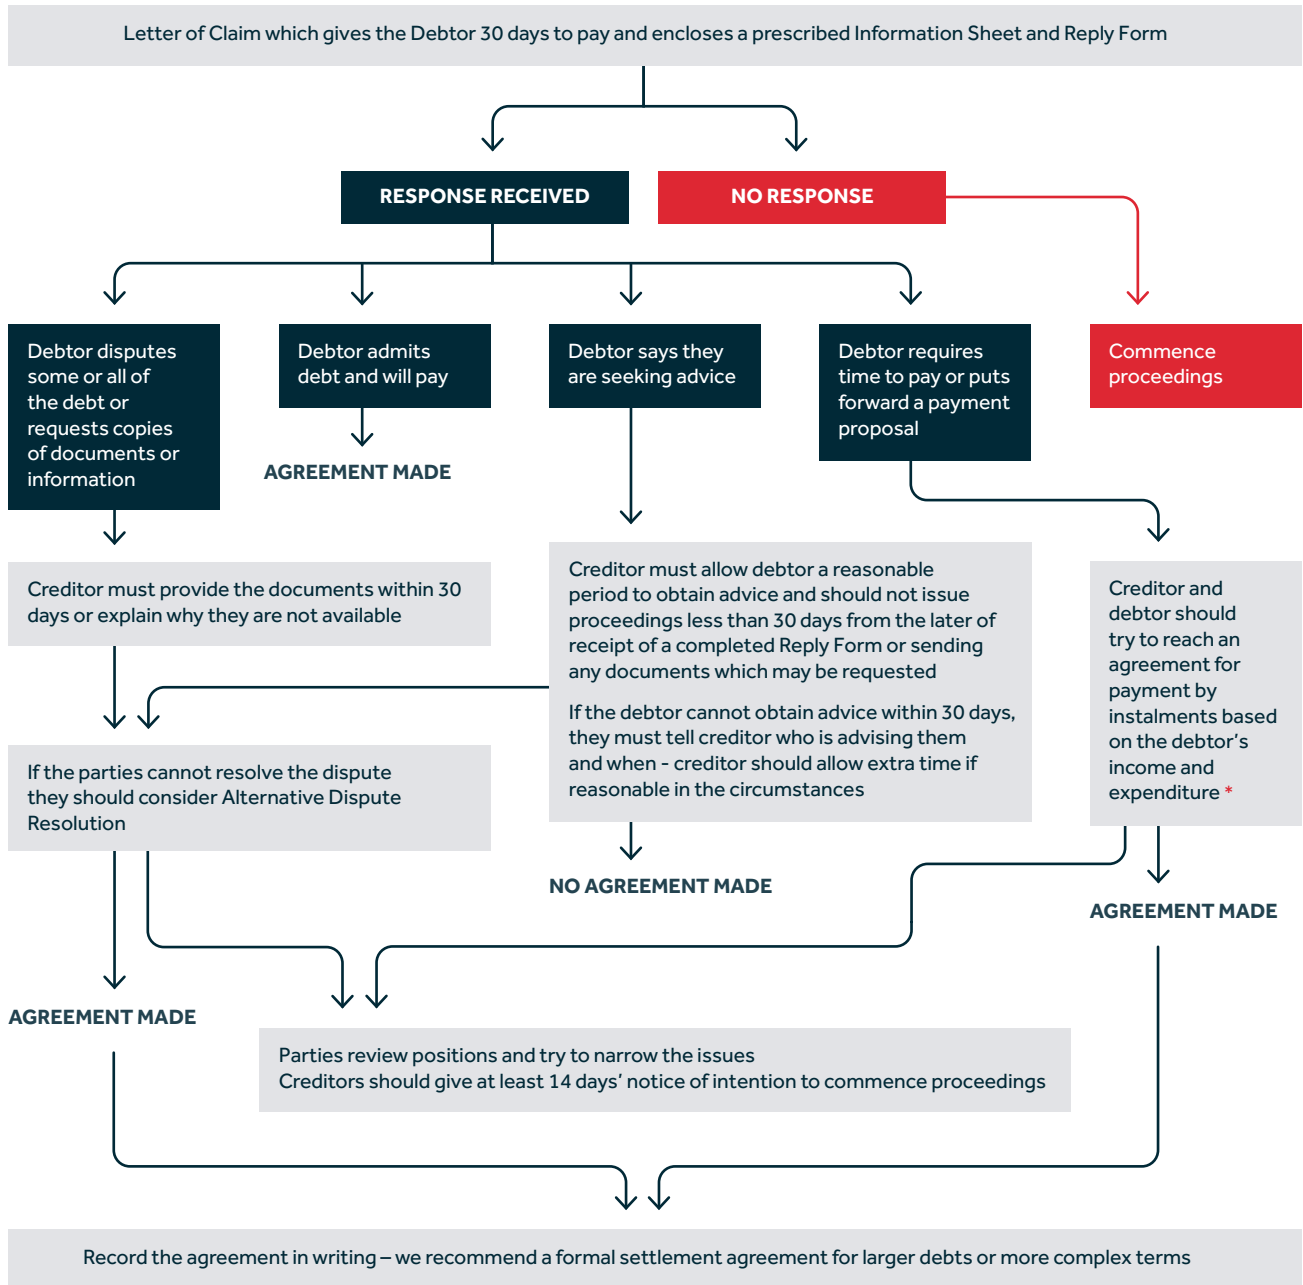 Letter of Claim which gives the Debtor 30 days to pay and encloses a prescribed Information Sheet and Reply Form
RESPONSE RECEIVED
NO RESPONSE
Debtor disputes
some or all of
the debt or
requests copies
of documents or
information
Debtor admits
debt and will pay
Debtor says they
are seeking advice
Debtor requires
time to pay or puts
forward a payment
proposal
Commence
proceedings
AGREEMENT MADE
Creditor must provide the documents within 30
days or explain why they are not available
Creditor must allow debtor a reasonable
period to obtain advice and should not issue
proceedings less than 30 days from the later of
receipt of a completed Reply Form or sending
any documents which may be requested
If the debtor cannot obtain advice within 30 days,
they must tell creditor who is advising them
and when - creditor should allow extra time if
reasonable in the circumstances
Creditor and
debtor should
try to reach an
agreement for
payment by
instalments based
on the debtor's
income and
expenditure *
If the parties cannot resolve the dispute
they should consider Alternative Dispute
Resolution
NO AGREEMENT MADE
AGREEMENT MADE
AGREEMENT MADE
Parties review positions and try to narrow the issues
Creditors should give at least 14 days' notice of intention to commence proceedings
Record the agreement in writing – we recommend a formal settlement agreement for larger debts or more complex terms